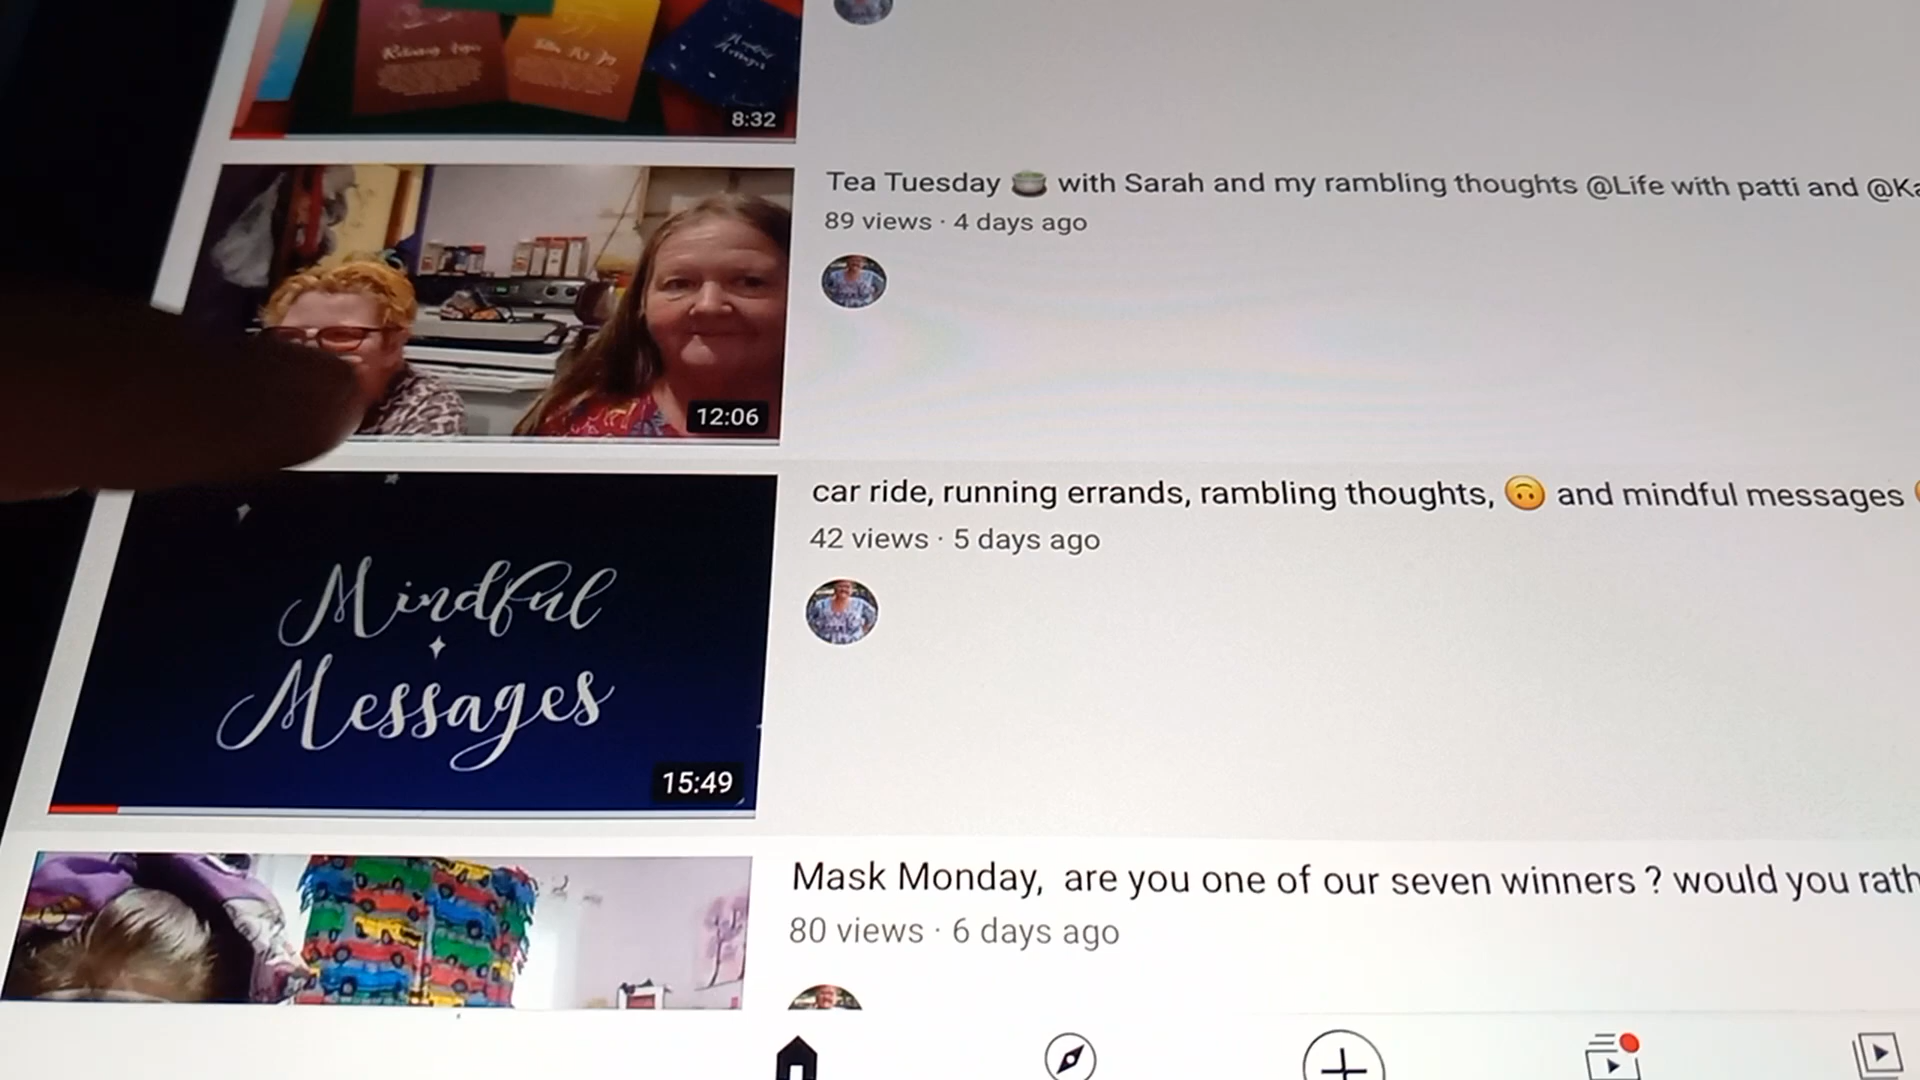 Mindful
Messages
8:32
Tea Tuesday 🍵 with Sarah and my rambling thoughts @Life with patti and @Ka
89 views · 4 days ago
12:06
car ride, running errands, rambling thoughts, 🙃 and mindful messages
42 views · 5 days ago
Mindful
Messages
15:49
Mask Monday, are you one of our seven winners ? would you rath
80 views · 6 days ago